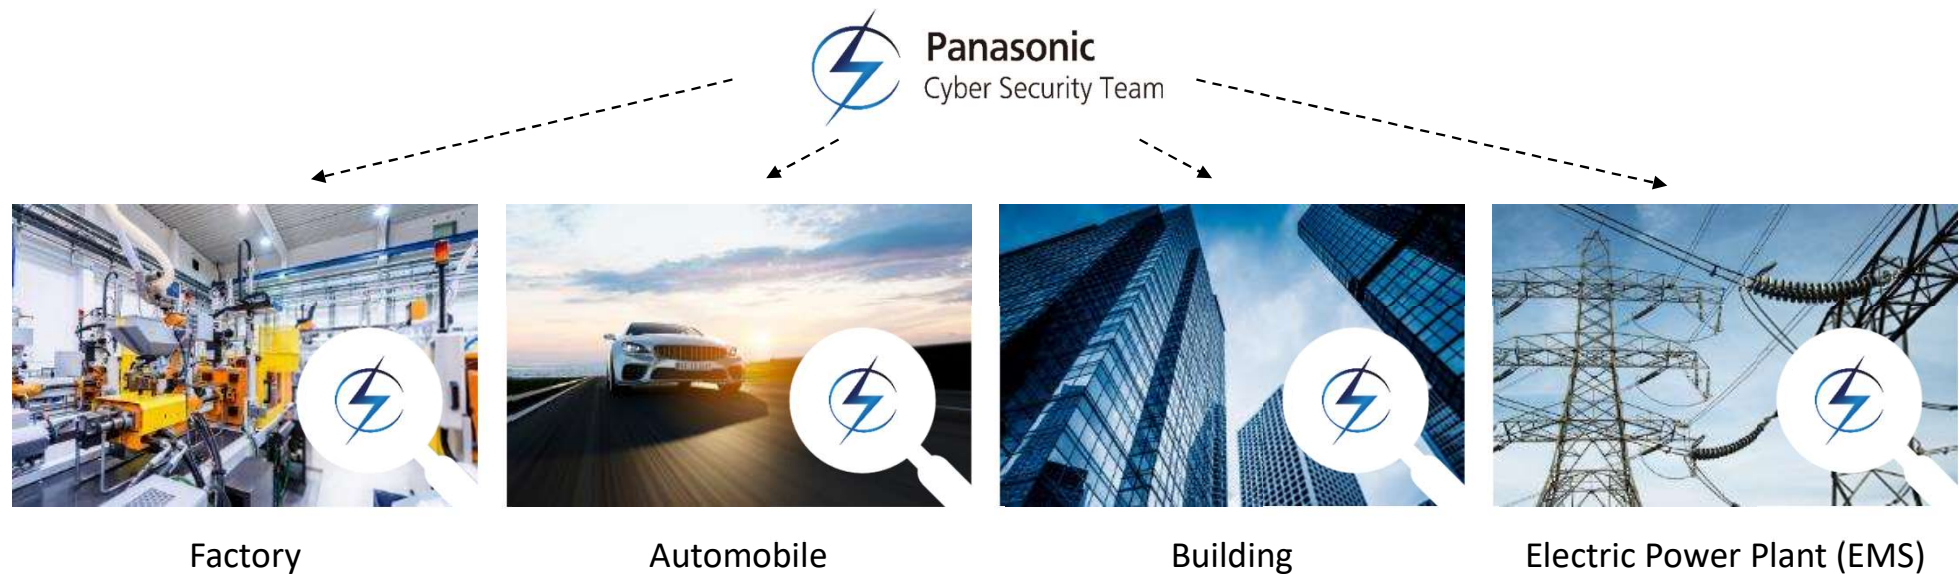 Panasonic
Cyber Security Team
Factory
Automobile
Building
Electric Power Plant (EMS)